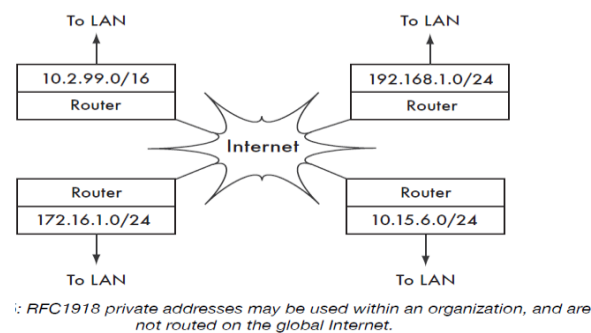 To LAN
To LAN
10.2.99.0/16
Router
192.168.1.0/24
Router
Internet
Router
172.16.1.0/24
Router
10.15.6.0/24
To LAN
To LAN
: RFC1918 private addresses may be used within an organization, and are
not routed on the global Internet.